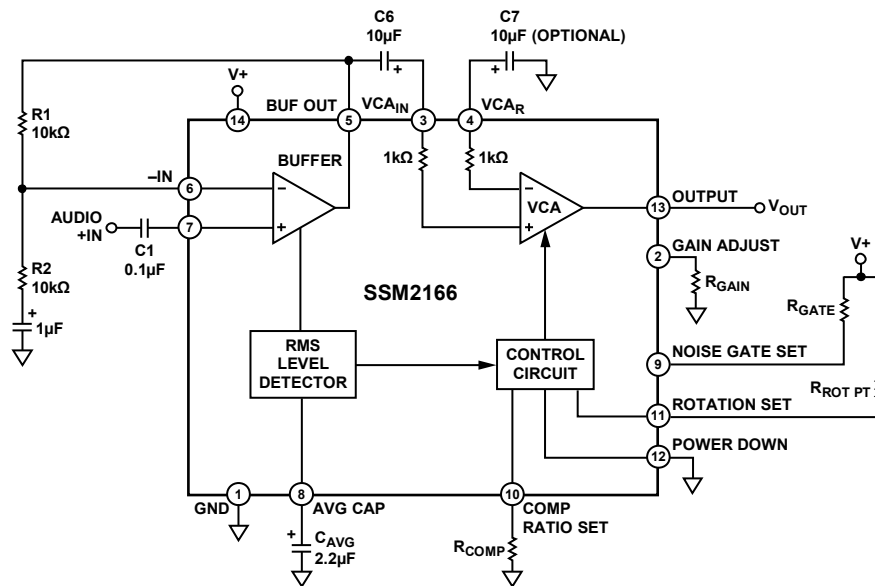 C6
10µF
C7
10µF (OPTIONAL)
V+
BUF OUT
VCAIN
VCAR
R1
10kΩ
14
5
3
4
1kΩ
1kΩ
BUFFER
–IN
6
–
–
VCA
OUTPUT
13
VOUT
AUDIO
+IN
7
+
+
C1
0.1µF
GAIN ADJUST
2
V+
R2
10kΩ
+
1µF
SSM2166
RGAIN
RGATE
RMS
LEVEL
DETECTOR
CONTROL
CIRCUIT
NOISE GATE SET
9
RROT PT
ROTATION SET
11
POWER DOWN
12
GND
1
8
AVG CAP
10
COMP
RATIO SET
+
CAVG
2.2µF
RCOMP